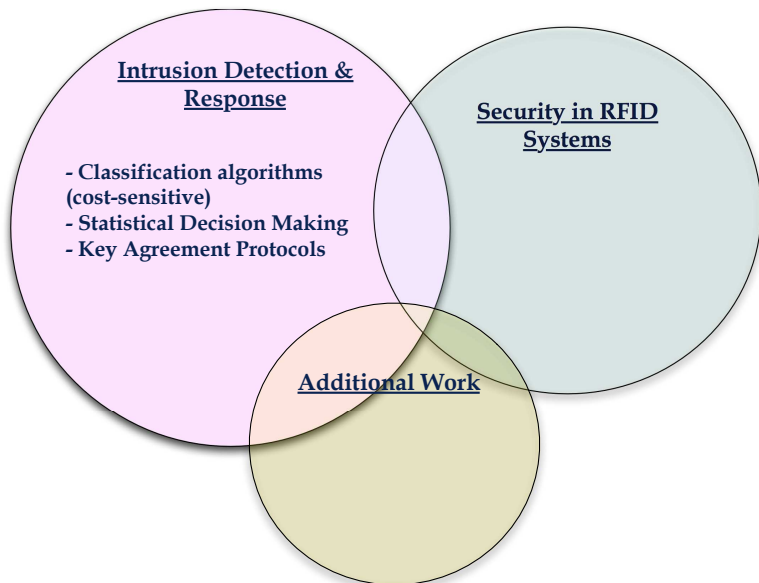 Intrusion Detection &
Response
Security in RFID
Systems
- Classification algorithms
(cost-sensitive)
- Statistical Decision Making
- Key Agreement Protocols
Additional Work